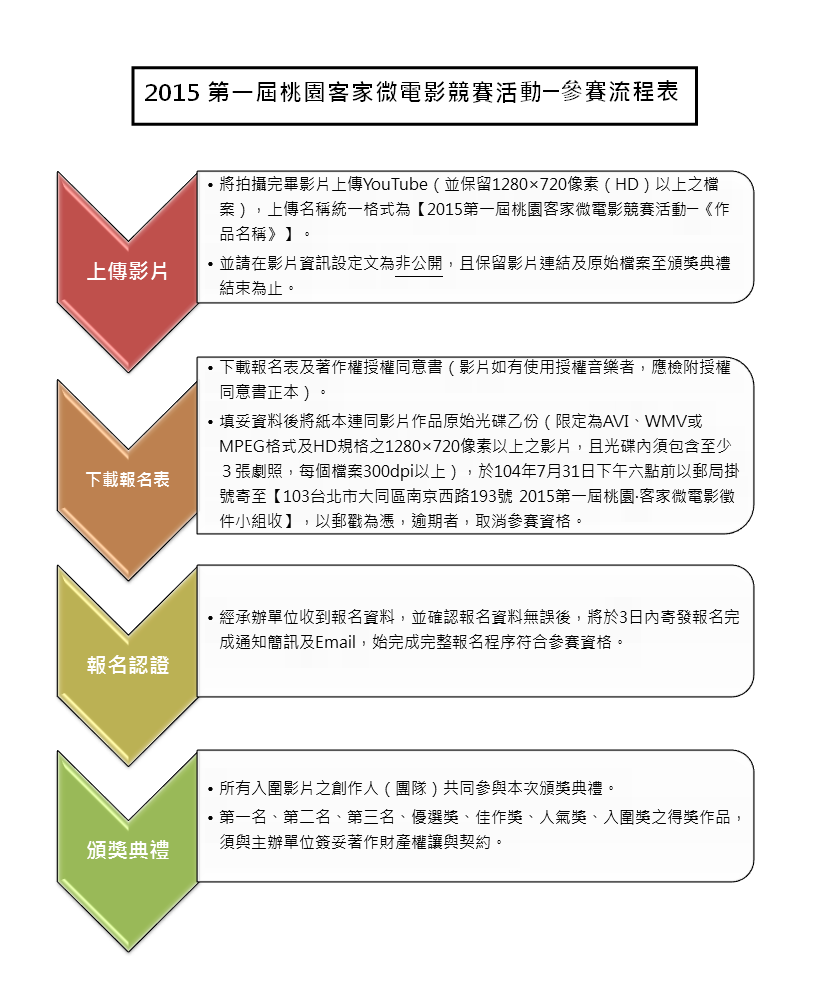 2015 第一屆桃園客家微電影競賽活動─參賽流程表
上傳影片
• 將拍攝完畢影片上傳YouTube（並保留1280×720像素（HD）以上之檔
案），上傳名稱統一格式為【2015第一屆桃園客家微電影競賽活動─《作
品名稱》】。
• 並請在影片資訊設定文為非公開，且保留影片連結及原始檔案至頒獎典禮
結束為止。
下載報名表
• 下載報名表及著作權授權同意書（影片如有使用授權音樂者，應檢附授權
同意書正本）。
• 填妥資料後將紙本連同影片作品原始光碟乙份（限定為AVI、WMV或
MPEG格式及HD規格之1280×720像素以上之影片，且光碟內須包含至少
３張劇照，每個檔案300dpi以上），於104年7月31日下午六點前以郵局掛
號寄至【103台北市大同區南京西路193號 2015第一屆桃園‧客家微電影徵
件小組收】，以郵戳為憑，逾期者，取消參賽資格。
報名認證
• 經承辦單位收到報名資料，並確認報名資料無誤後，將於3日內寄發報名完
成通知簡訊及Email，始完成完整報名程序符合參賽資格。
頒獎典禮
• 所有入圍影片之創作人（團隊）共同參與本次頒獎典禮。
• 第一名、第二名、第三名、優選獎、佳作獎、人氣獎、入圍獎之得獎作品，
須與主辦單位簽妥著作財產權讓與契約。